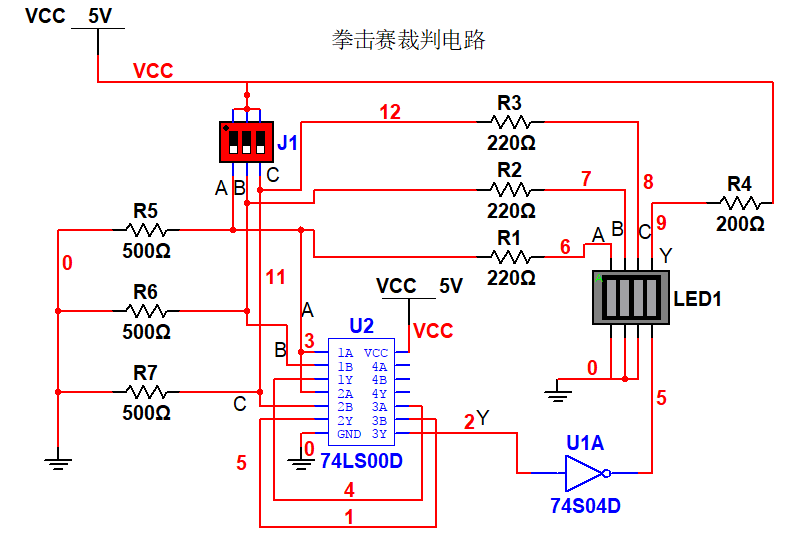 VCC 5V
拳击赛裁判电路
VCC
R3
12
J1
220Ω
C
A B
R2
7
8
R4
220Ω
9
200Ω
R5
B
C
A
R1
6
500Ω
Y
0
220Ω
11
VCC 5V
R6
A
LED1
U2
VCC
500Ω
B
3
1A VCC
1B 4A
1Y 4B
2A 4Y
2B 3A
2Y 3B
GND 3Y
R7
0
5
500Ω
C
2 Y
U1A
0
5
74LS00D
4
74S04D
1